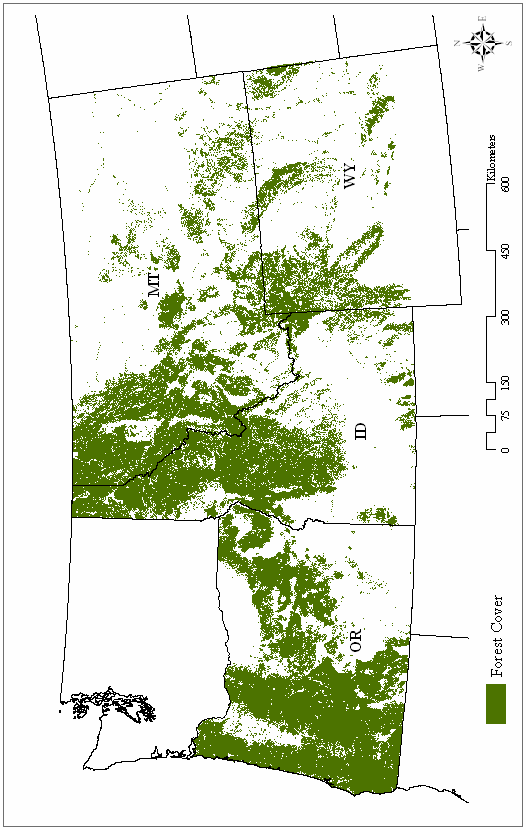 N
W E
S
MT
WY
ID
OR
Forest Cover
0 75 150 300 450 600
Kilometers